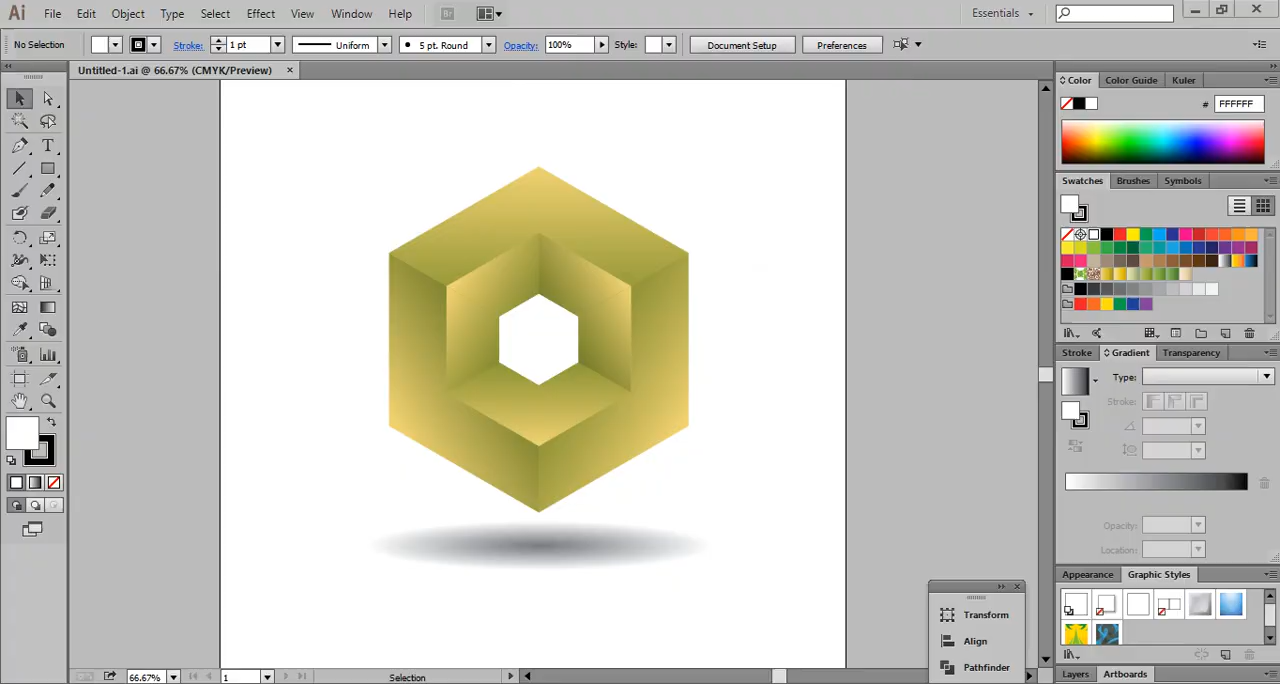 Ai File Edit Object Type Select Effect View Window Help Br Essentials
No Selection Stroke: 1 pt Uniform 5 pt. Round Opacity: 100% Style: Document Setup Preferences
Untitled-1.ai @ 66.67% (CMYK/Preview) ×
Color Color Guide Kuler
# FFFFFF
Swatches Brushes Symbols
Stroke Gradient Transparency
Type:
Stroke:
Opacity:
Location:
Appearance Graphic Styles
Transform
Align
Pathfinder
Layers Artboards
66.67% 1 Selection